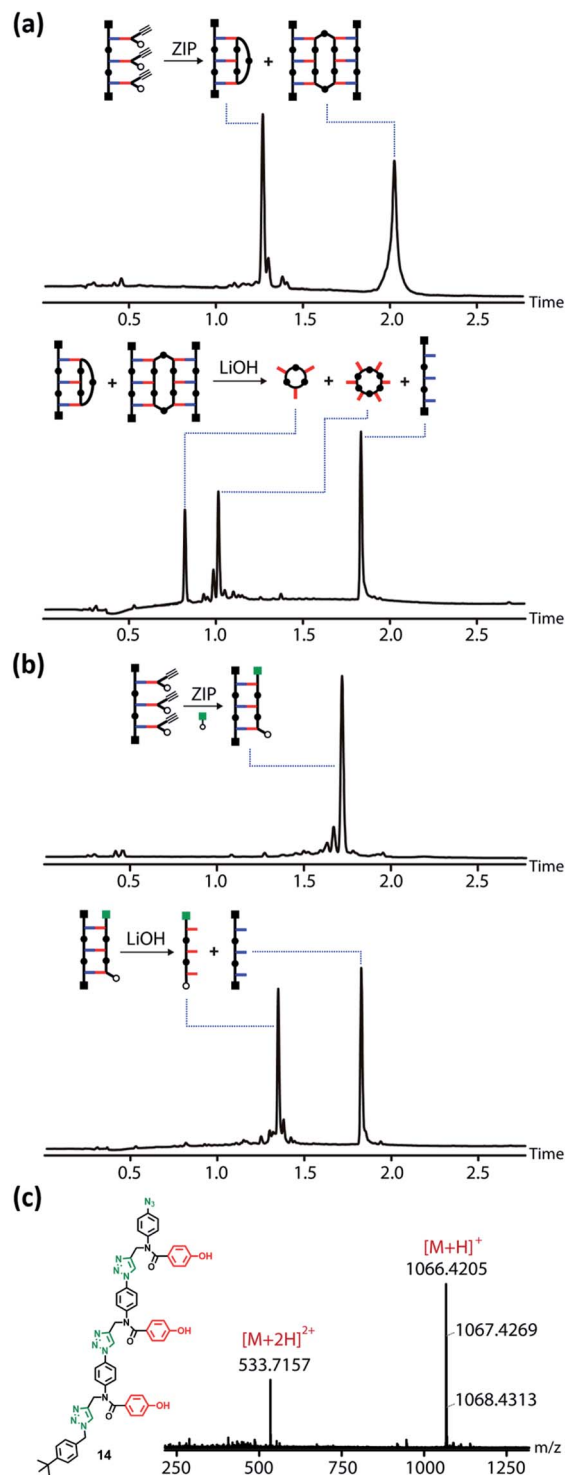 (a)
ZIP
+
0.5 1.0 1.5 2.0 2.5 Time
+ LiOH + +
0.5 1.0 1.5 2.0 2.5 Time
(b)
ZIP
0.5 1.0 1.5 2.0 2.5 Time
LiOH
+
0.5 1.0 1.5 2.0 2.5 Time
(c)
N3
N
O
OH
N=N
N
N
O
OH
N=N
N
N
O
OH
N=N
N
14
[M+H]+
1066.4205
[M+2H]2+
533.7157
1067.4269
1068.4313
250 500 750 1000 1250 m/z